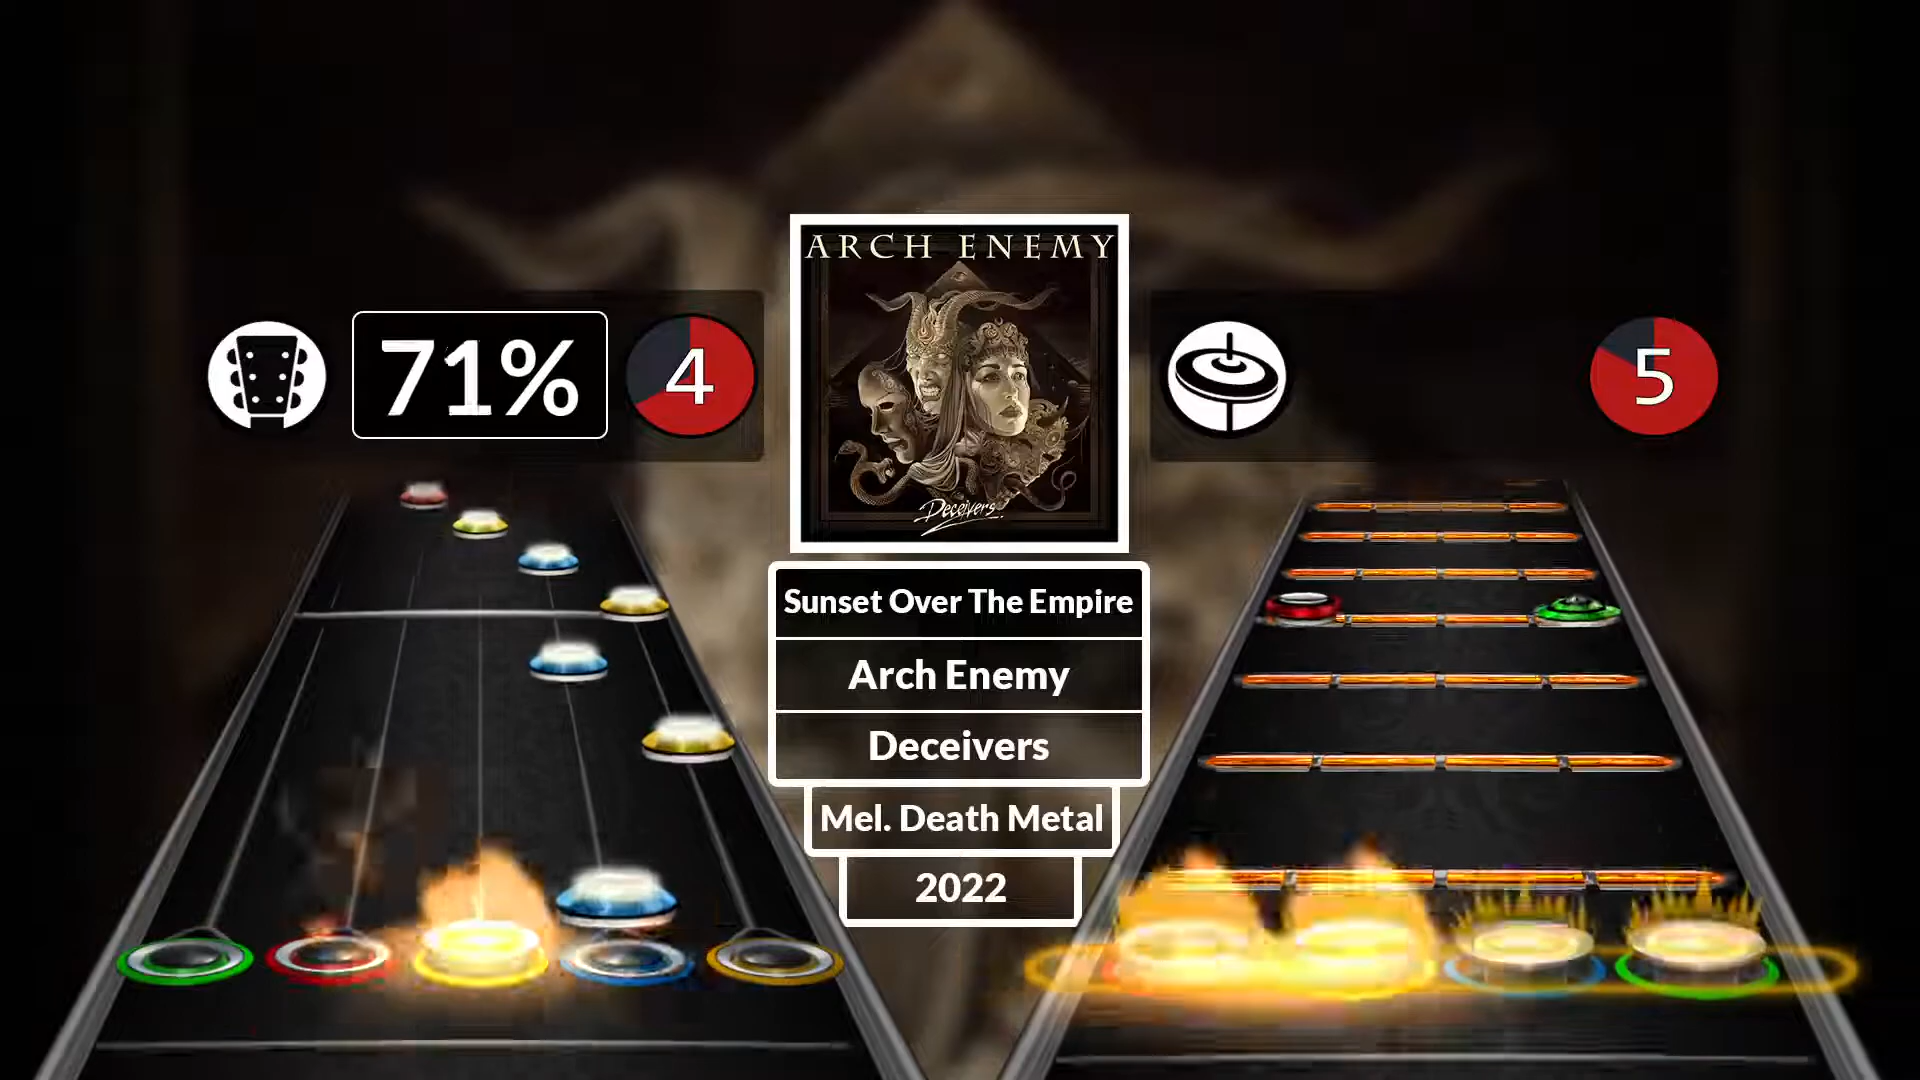 ARCH ENEMY
Deceivers
71%
4
5
Sunset Over The Empire
Arch Enemy
Deceivers
Mel. Death Metal
2022